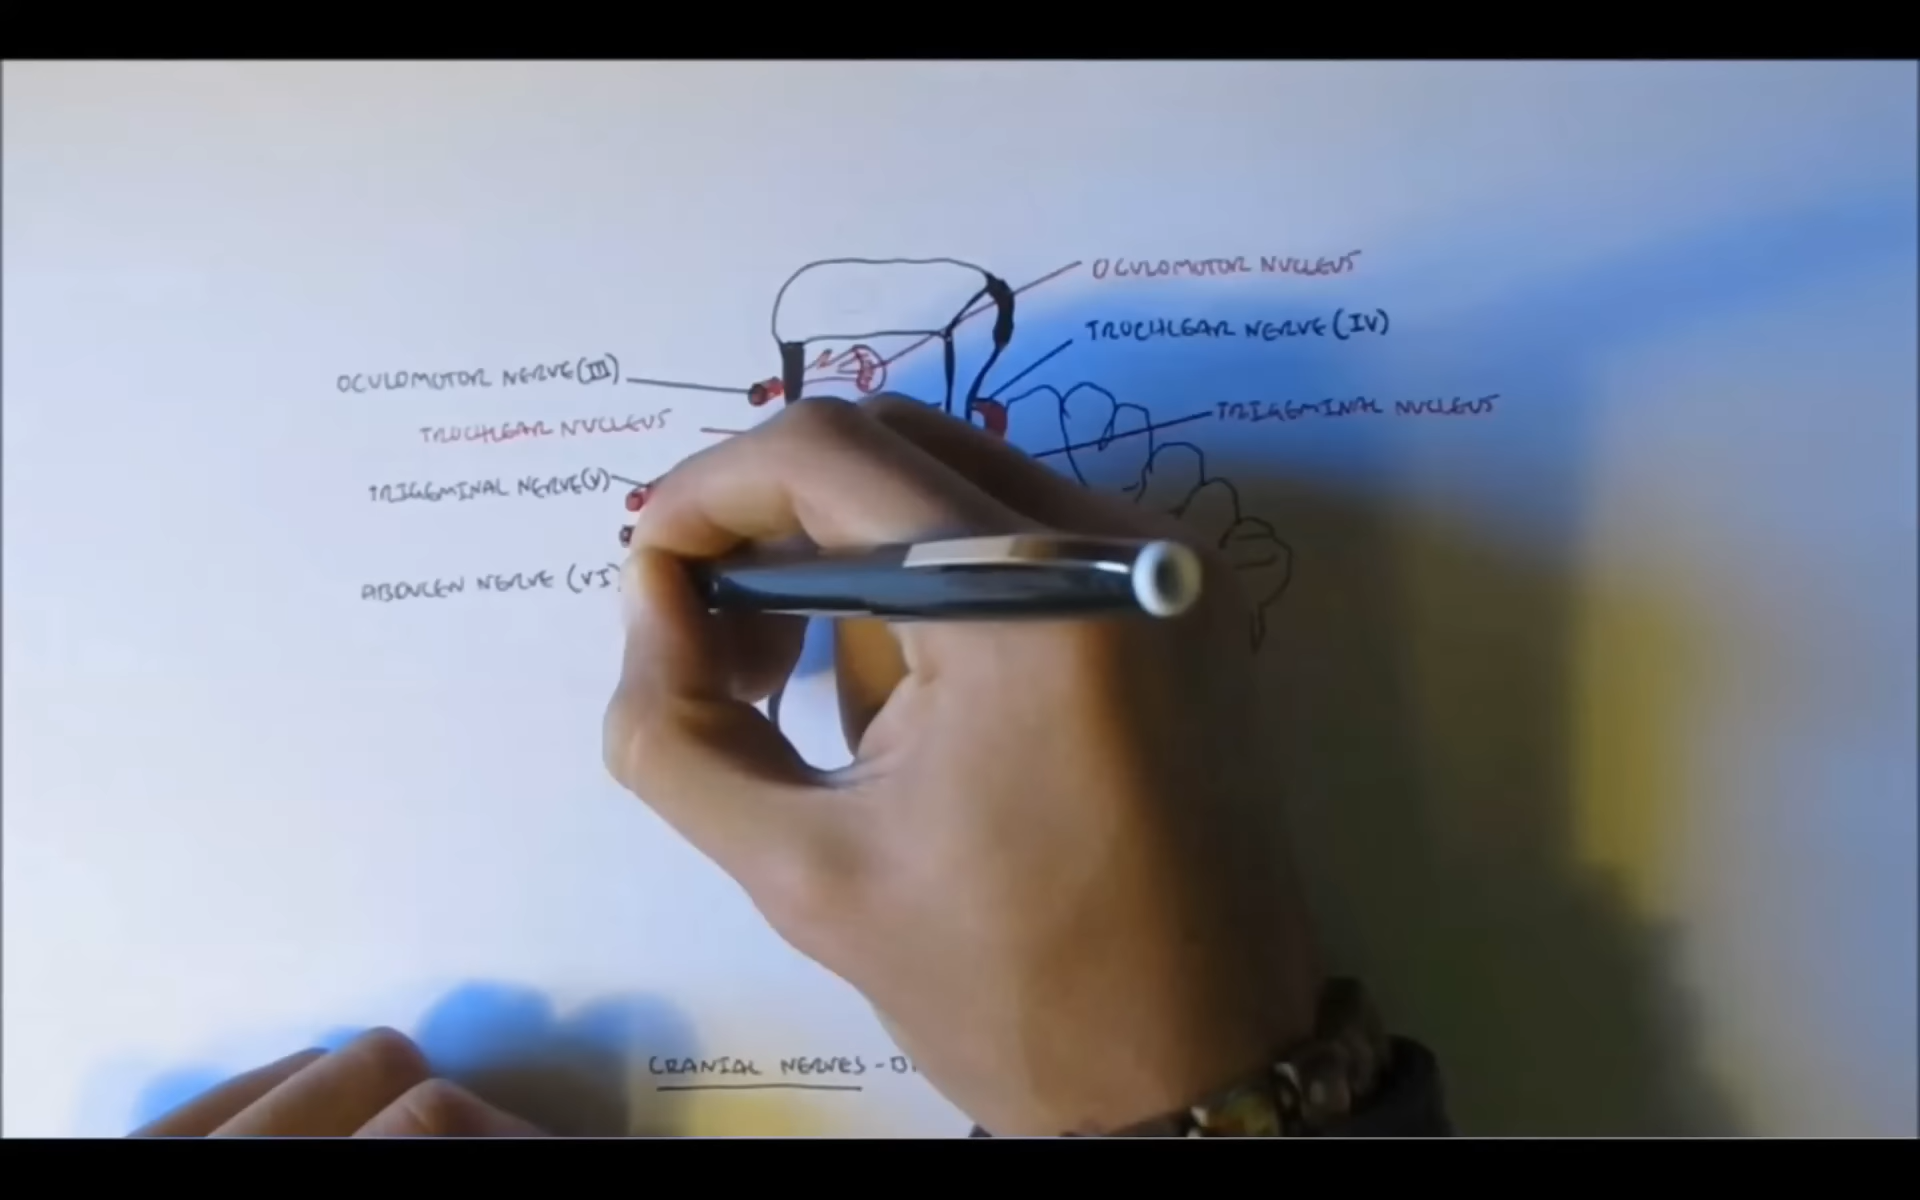 OCULOMOTOR NUCLEUS
TROCHLEAR NERVE (IV)
OCULOMOTOR NERVE (III)
TRIGEMINAL NUCLEUS
TROCHLEAR NUCLEUS
TRIGEMINAL NERVE (V)
ABDUCEN NERVE (VI)
CRANIAL NERVES -